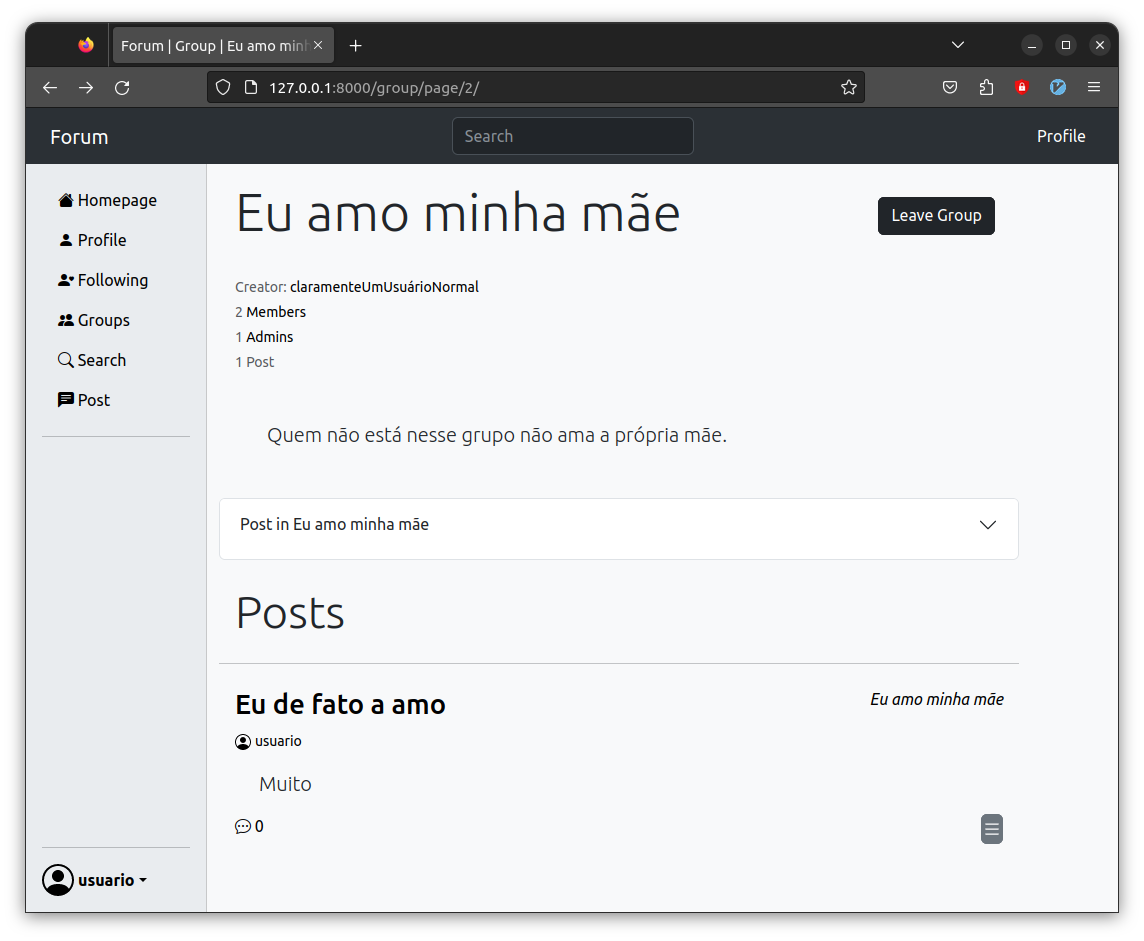 Forum | Group | Eu amo minh
127.0.0.1:8000/group/page/2/
Forum
Search
Profile
Homepage
Profile
Following
Groups
Search
Post
usuario
Eu amo minha mãe
Leave Group
Creator: claramenteUmUsuárioNormal
2 Members
1 Admins
1 Post
Quem não está nesse grupo não ama a própria mãe.
Post in Eu amo minha mãe
Posts
Eu de fato a amo
Eu amo minha mãe
usuario
Muito
0